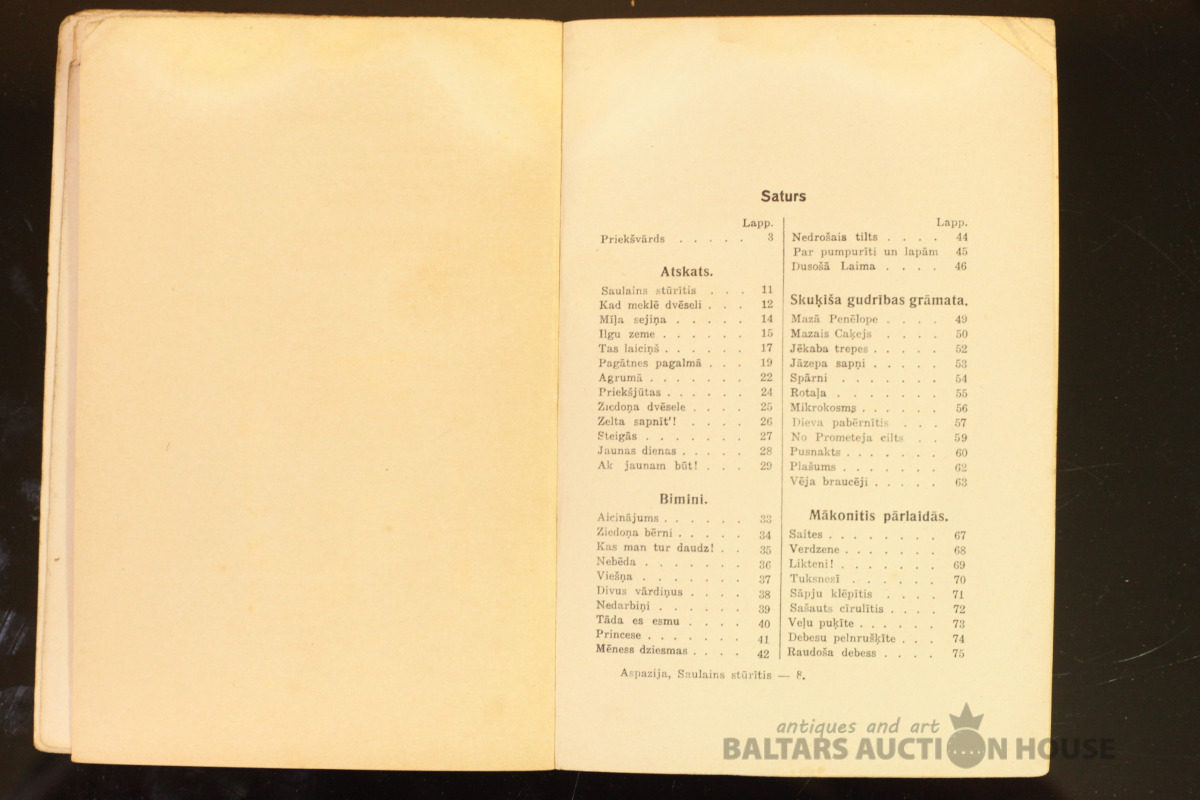 Saturs
Lapp.
Priekšvārds . . . . . 3
Atskats.
Saulains stūrītis . . . 11
Kad meklē dvēseli . . . 12
Mīļa sejiņa . . . . . 14
Ilgu zeme . . . . . . 15
Tas laiciņš . . . . . . 17
Pagātnes pagalmā . . . 19
Agrumā . . . . . . . 22
Priekšjūtas . . . . . . 24
Ziedoņa dvēsele . . . . 25
Zelta sapnīt'! . . . . 26
Steigās . . . . . . . 27
Jaunas dienas . . . . . 28
Ak jaunam būt! . . . 29
Bimini.
Aicinājums . . . . . . 33
Ziedoņa bērni . . . . . 34
Kas man tur daudz! . . 35
Nebēda . . . . . . . 36
Viešņa . . . . . . . 37
Divus vārdiņus . . . . 38
Nedarbiņi . . . . . . 39
Tāda es esmu . . . . 40
Princese . . . . . . . 41
Mēness dziesmas . . . . 42
Lapp.
Nedrošais tilts . . . . 44
Par pumpurīti un lapām 45
Dusošā Laima . . . . 46
Skuķiša gudrības grāmata.
Mazā Penēlope . . . . 49
Mazais Caķejs . . . . 50
Jēkaba trepes . . . . . 52
Jāzepa sapņi . . . . . 53
Spārni . . . . . . . 54
Rotaļa . . . . . . . 55
Mikrokosms . . . . . . 56
Dieva pabērnītis . . . 57
No Prometeja cilts . . 59
Pusnakts . . . . . . . 60
Plašums . . . . . . . 62
Vēja braucēji . . . . . 63
Mākonitis pārlaidās.
Saites . . . . . . . . 67
Verdzene . . . . . . . 68
Likteni! . . . . . . . 69
Tuksnesī . . . . . . 70
Sāpju klēpītis . . . . 71
Sašauts cīrulītis . . . . 72
Veļu puķīte . . . . . . 73
Debesu pelnrušķīte . . . 74
Raudoša debess . . . . 75
Aspazija, Saulains stūrītis — 8.
antiques and art
BALTARS AUCTION HOUSE